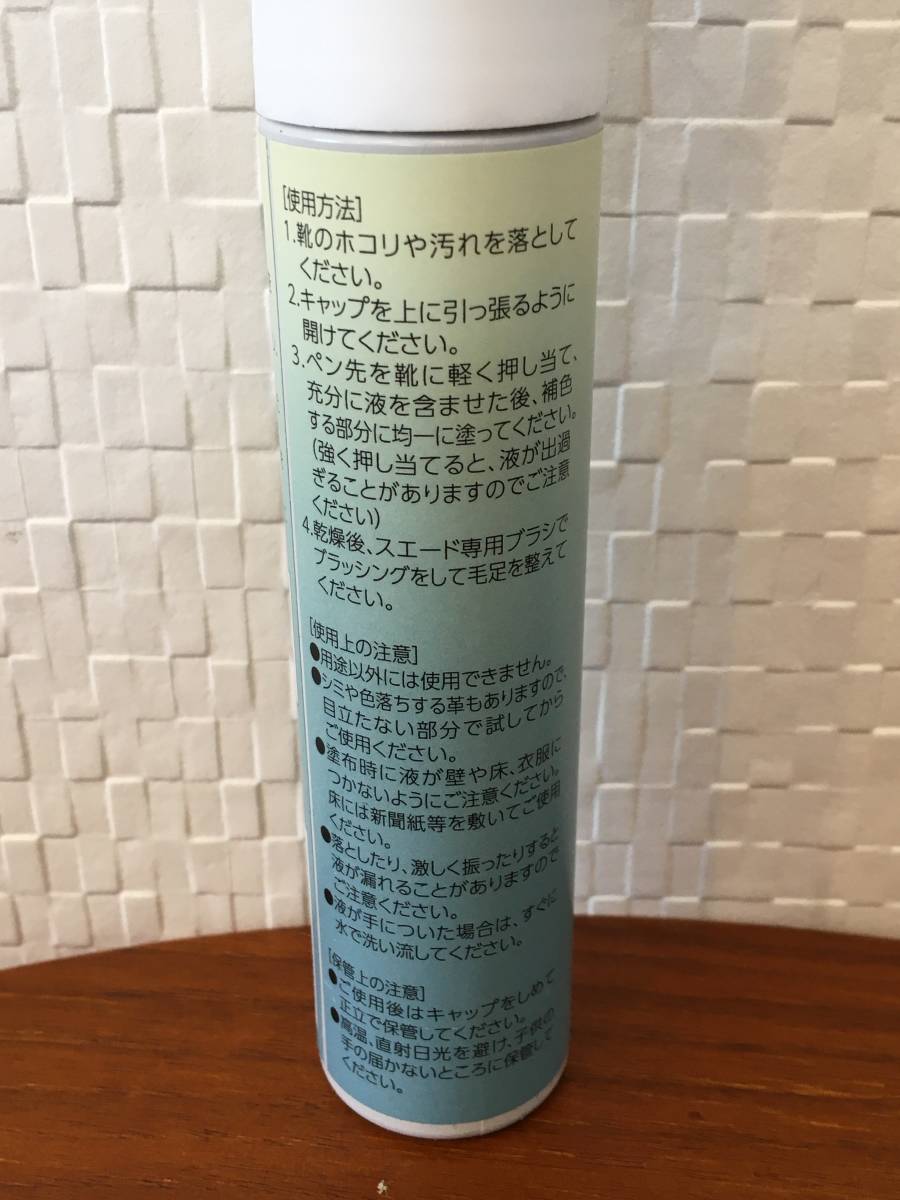 [使用方法]
1.靴のホコリや汚れを落として
ください。
2.キャップを上に引っ張るように
開けてください。
3.ペン先を靴に軽く押し当て、
充分に液を含ませた後、補色
する部分に均一に塗ってください。
(強く押し当てると、液が出過
ぎることがありますのでご注意
ください)
4.乾燥後、スエード専用ブラシで
ブラッシングをして毛足を整えて
ください。
[使用上の注意]
●用途以外には使用できません。
●シミや色落ちする革もありますので、
目立たない部分で試してから
ご使用ください。
●塗布時に液が壁や床、衣服に
つかないようにご注意ください。
床には新聞紙等を敷いてご使用
ください。
●落としたり、激しく振ったりすると
液が漏れることがありますので
ご注意ください。
●液が手についた場合は、すぐに
水で洗い流してください。
[保管上の注意]
●ご使用後はキャップをしめて
正立で保管してください。
●高温、直射日光を避け、子供の
手の届かないところに保管して
ください。